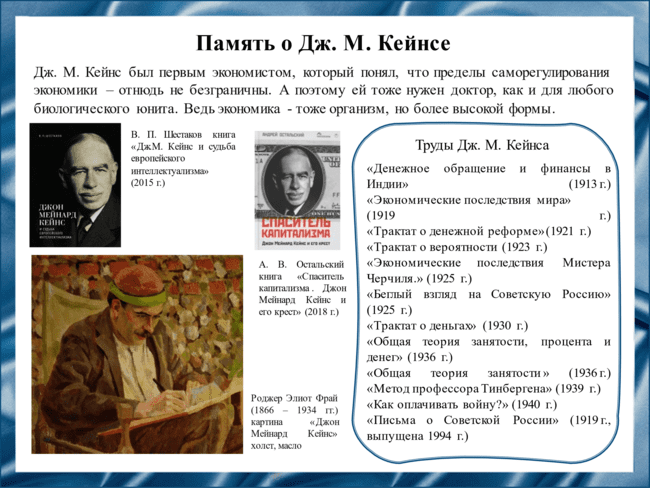 Память о Дж. М. Кейнсе
Дж. М. Кейнс был первым экономистом, который понял, что пределы саморегулирования
экономики – отнюдь не безграничны. А поэтому ей тоже нужен доктор, как и для любого
биологического юнита. Ведь экономика - тоже организм, но более высокой формы.
В. П. Шестаков книга
«Дж.М. Кейнс и судьба
европейского
интеллектуализма»
(2015 г.)
ДЖОН
МЕЙНАРД
КЕЙНС
АНДРЕЙ ОСТАЛЬСКИЙ
СПАСИТЕЛЬ
КАПИТАЛИЗМА
ДЖОН МЕЙНАРД КЕЙНС И ЕГО КРЕСТ
А. В. Остальский
книга «Спаситель
капитализма . Джон
Мейнард Кейнс и
его крест» (2018 г.)
Роджер Элиот Фрай
(1866 – 1934 гг.)
картина «Джон
Мейнард Кейнс»
холст, масло
Труды Дж. М. Кейнса
«Денежное обращение и финансы в
Индии» (1913 г.)
«Экономические последствия мира»
(1919 г.)
«Трактат о денежной реформе» (1921 г.)
«Трактат о вероятности (1923 г.)
«Экономические последствия Мистера
Черчиля.» (1925 г.)
«Беглый взгляд на Советскую Россию»
(1925 г.)
«Трактат о деньгах» (1930 г.)
«Общая теория занятости, процента и
денег» (1936 г.)
«Общая теория занятости » (1936 г.)
«Метод профессора Тинбергена» (1939 г.)
«Как оплачивать войну?» (1940 г.)
«Письма о Советской России» (1919 г.,
выпущена 1994 г.)